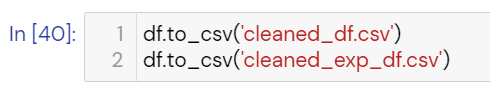 In [40]:
1 df.to_csv('cleaned_df.csv')
2 df.to_csv('cleaned_exp_df.csv')